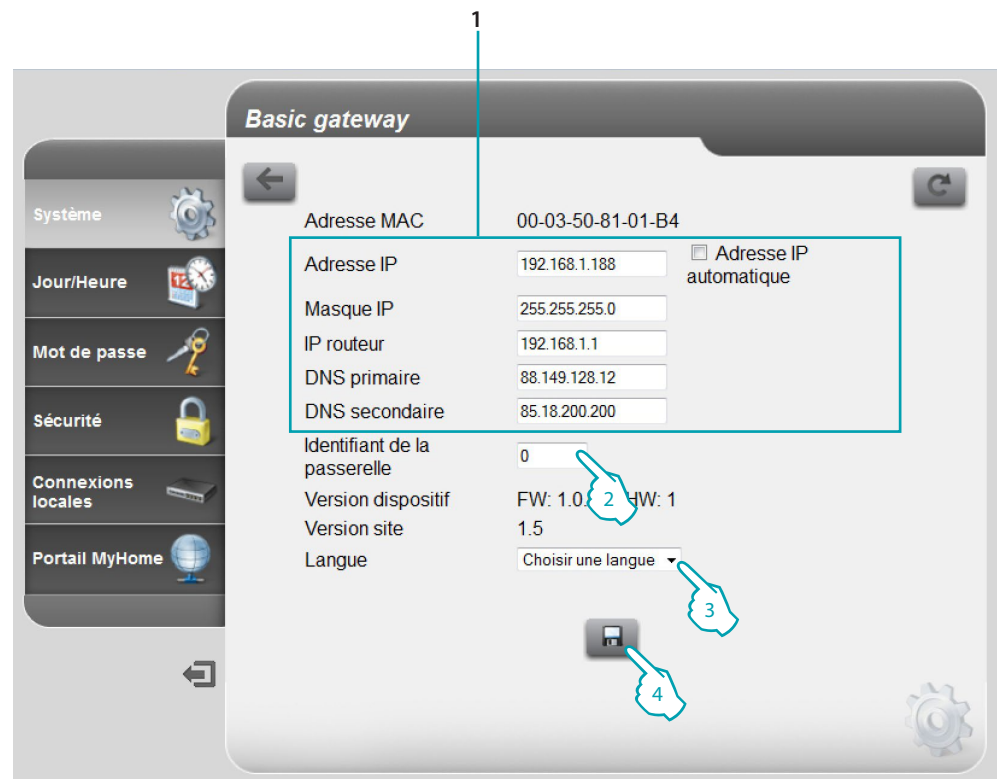 1
Basic gateway
Système
Jour/Heure
Mot de passe
Sécurité
Connexions
locales
Portail MyHome
Adresse MAC 00-03-50-81-01-B4
Adresse IP 192.168.1.188 Adresse IP
automatique
Masque IP 255.255.255.0
IP routeur 192.168.1.1
DNS primaire 88.149.128.12
DNS secondaire 85.18.200.200
Identifiant de la
passerelle 0
2
Version dispositif FW: 1.0. HW: 1
Version site 1.5
Langue Choisir une langue
3
4